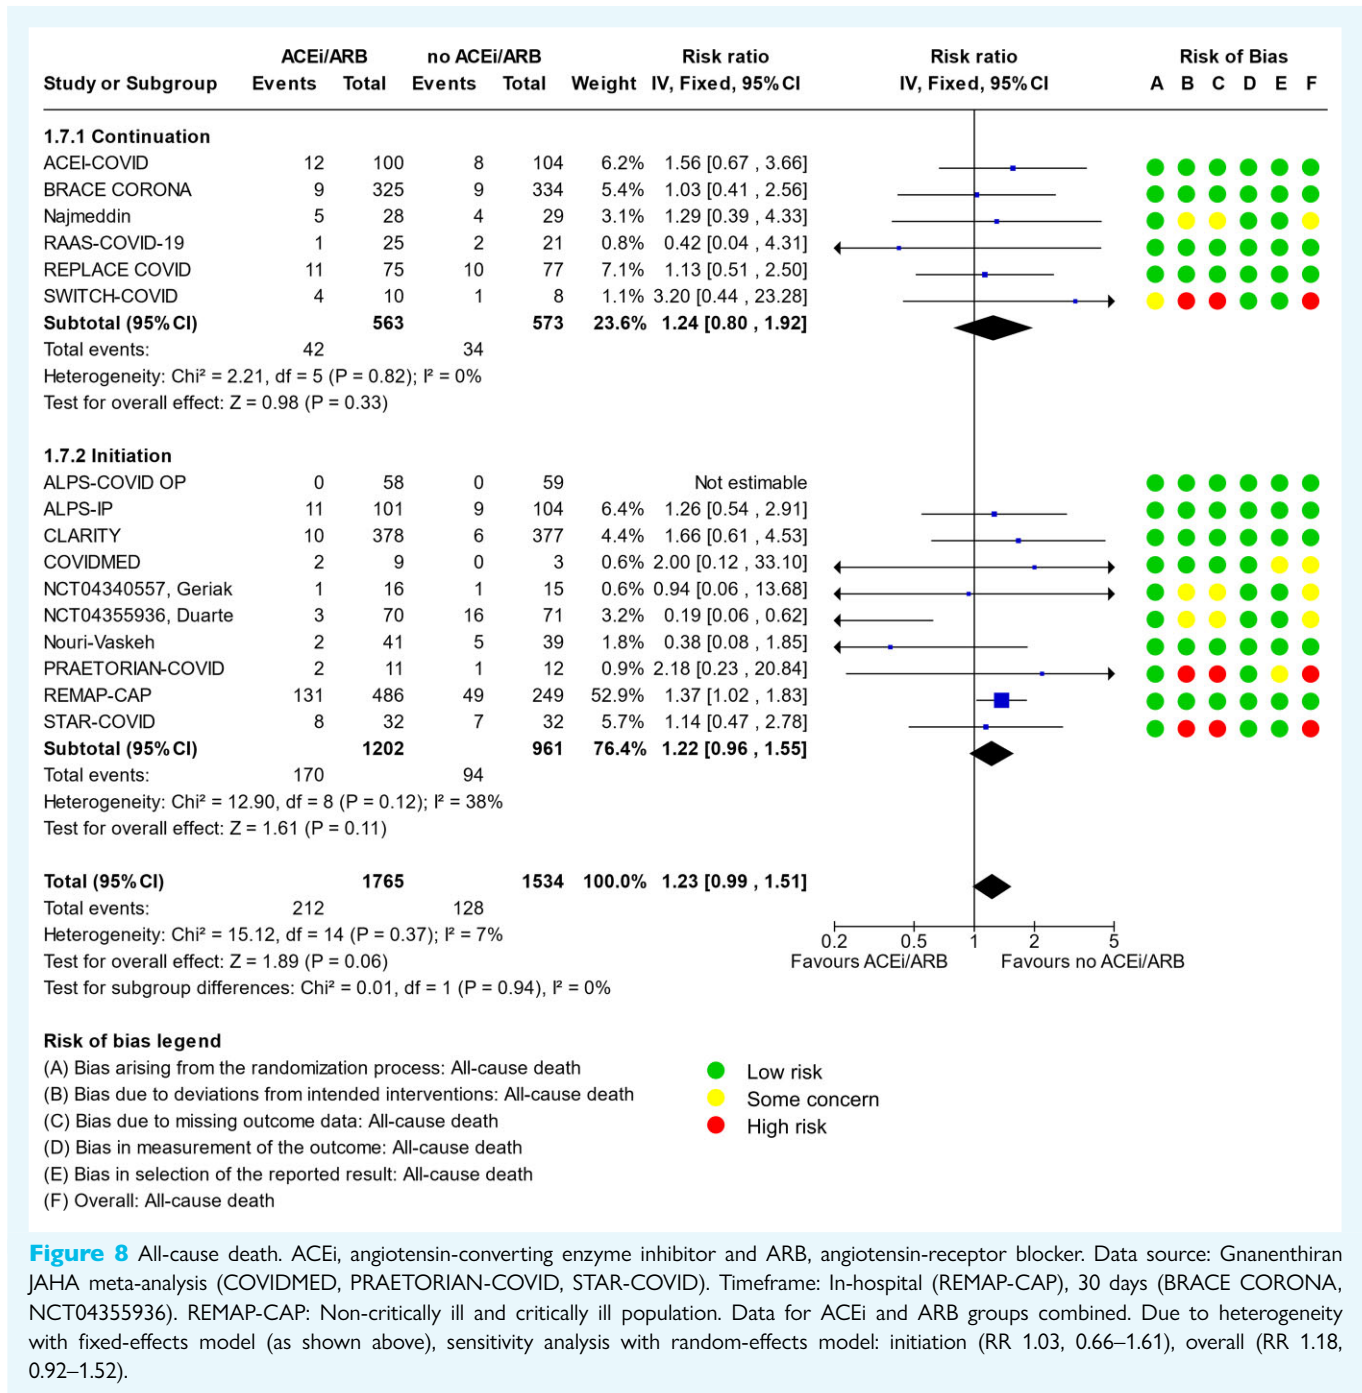 ACEi/ARB no ACEi/ARB Risk ratio Risk ratio Risk of Bias
Study or Subgroup Events Total Events Total Weight IV, Fixed, 95% CI IV, Fixed, 95% CI A B C D E F
1.7.1 Continuation
ACEI-COVID 12 100 8 104 6.2% 1.56 [0.67 , 3.66]
BRACE CORONA 9 325 9 334 5.4% 1.03 [0.41 , 2.56]
Najmeddin 5 28 4 29 3.1% 1.29 [0.39 , 4.33]
RAAS-COVID-19 1 25 2 21 0.8% 0.42 [0.04 , 4.31]
REPLACE COVID 11 75 10 77 7.1% 1.13 [0.51 , 2.50]
SWITCH-COVID 4 10 1 8 1.1% 3.20 [0.44 , 23.28]
Subtotal (95% CI) 563 573 23.6% 1.24 [0.80 , 1.92]
Total events: 42 34
Heterogeneity: Chi² = 2.21, df = 5 (P = 0.82); I² = 0%
Test for overall effect: Z = 0.98 (P = 0.33)
1.7.2 Initiation
ALPS-COVID OP 0 58 0 59 Not estimable
ALPS-IP 11 101 9 104 6.4% 1.26 [0.54 , 2.91]
CLARITY 10 378 6 377 4.4% 1.66 [0.61 , 4.53]
COVIDMED 2 9 0 3 0.6% 2.00 [0.12 , 33.10]
NCT04340557, Geriak 1 16 1 15 0.6% 0.94 [0.06 , 13.68]
NCT04355936, Duarte 3 70 16 71 3.2% 0.19 [0.06 , 0.62]
Nouri-Vaskeh 2 41 5 39 1.8% 0.38 [0.08 , 1.85]
PRAETORIAN-COVID 2 11 1 12 0.9% 2.18 [0.23 , 20.84]
REMAP-CAP 131 486 49 249 52.9% 1.37 [1.02 , 1.83]
STAR-COVID 8 32 7 32 5.7% 1.14 [0.47 , 2.78]
Subtotal (95% CI) 1202 961 76.4% 1.22 [0.96 , 1.55]
Total events: 170 94
Heterogeneity: Chi² = 12.90, df = 8 (P = 0.12); I² = 38%
Test for overall effect: Z = 1.61 (P = 0.11)
Total (95% CI) 1765 1534 100.0% 1.23 [0.99 , 1.51]
Total events: 212 128
Heterogeneity: Chi² = 15.12, df = 14 (P = 0.37); I² = 7%
Test for overall effect: Z = 1.89 (P = 0.06)
Test for subgroup differences: Chi² = 0.01, df = 1 (P = 0.94), I² = 0%
0.2 0.5 1 2 5
Favours ACEi/ARB Favours no ACEi/ARB
Risk of bias legend
(A) Bias arising from the randomization process: All-cause death
(B) Bias due to deviations from intended interventions: All-cause death
(C) Bias due to missing outcome data: All-cause death
(D) Bias in measurement of the outcome: All-cause death
(E) Bias in selection of the reported result: All-cause death
(F) Overall: All-cause death
Low risk
Some concern
High risk
Figure 8 All-cause death. ACEi, angiotensin-converting enzyme inhibitor and ARB, angiotensin-receptor blocker. Data source: Gnanenthiran
JAHA meta-analysis (COVIDMED, PRAETORIAN-COVID, STAR-COVID). Timeframe: In-hospital (REMAP-CAP), 30 days (BRACE CORONA,
NCT04355936). REMAP-CAP: Non-critically ill and critically ill population. Data for ACEi and ARB groups combined. Due to heterogeneity
with fixed-effects model (as shown above), sensitivity analysis with random-effects model: initiation (RR 1.03, 0.66–1.61), overall (RR 1.18,
0.92–1.52).